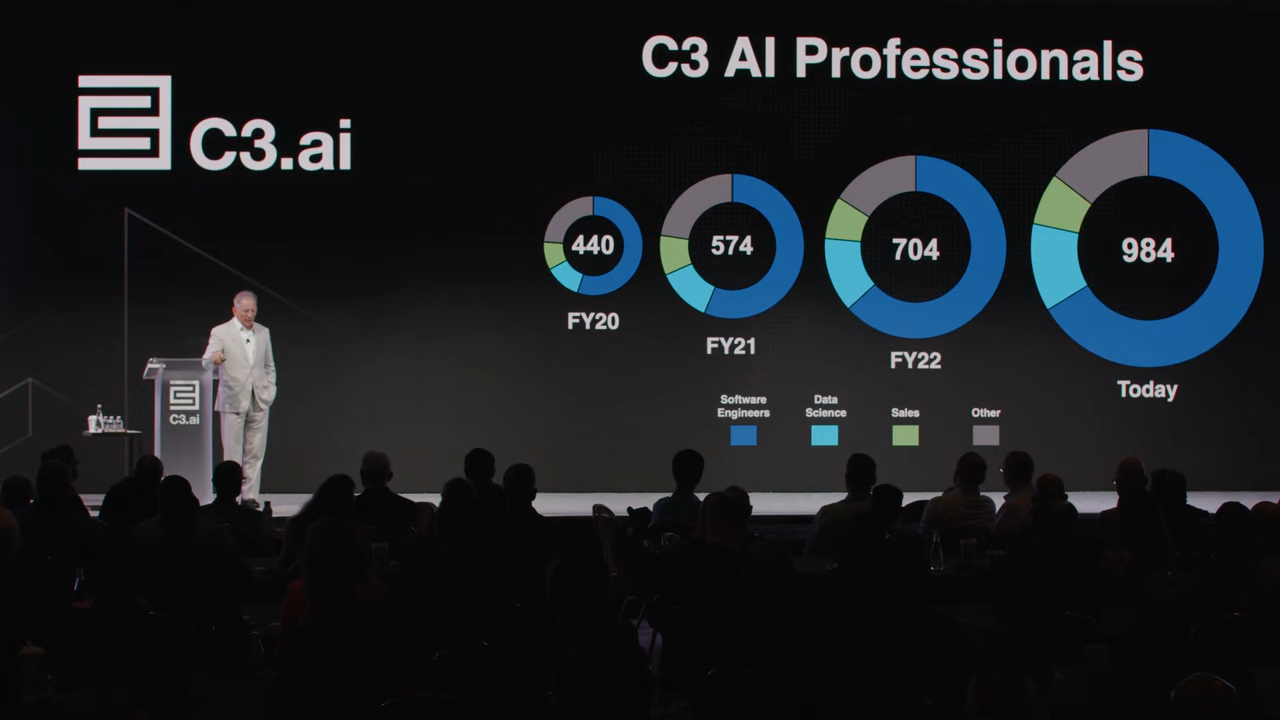 C3 AI Professionals
C3.ai
440
574
704
984
FY20
FY21
FY22
Today
Software
Engineers
Data
Science
Sales
Other
C3.ai